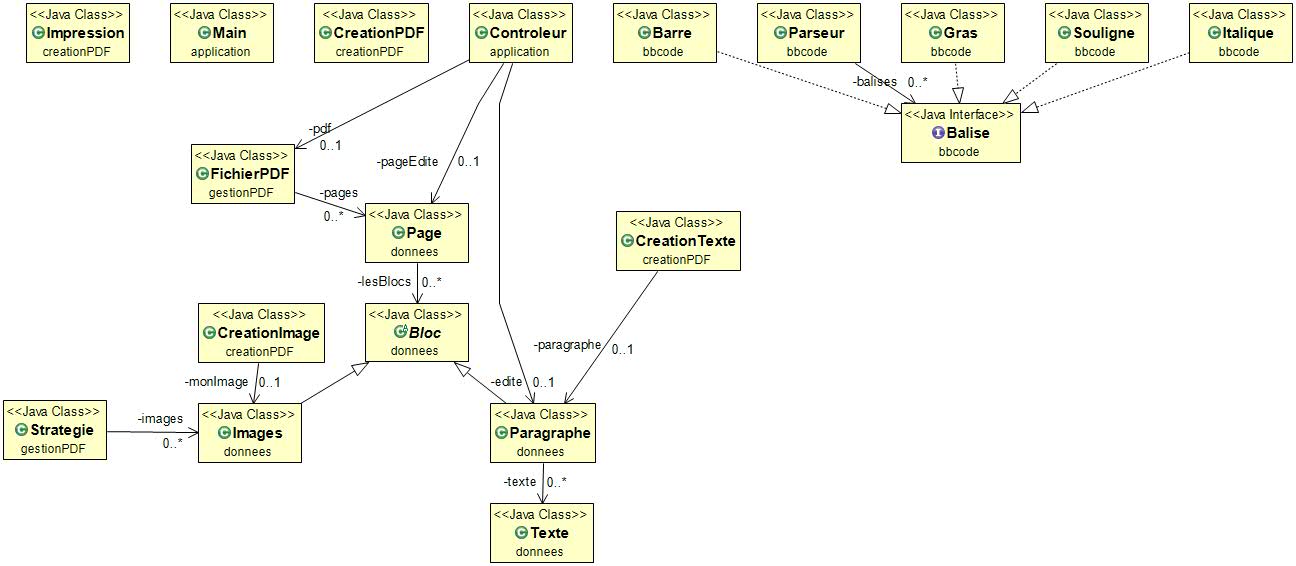 <<Java Class>>
Impression
creationPDF
<<Java Class>>
Main
application
<<Java Class>>
CreationPDF
creationPDF
<<Java Class>>
Controleur
application
<<Java Class>>
Barre
bbcode
<<Java Class>>
Parseur
bbcode
<<Java Class>>
Gras
bbcode
<<Java Class>>
Souligne
bbcode
<<Java Class>>
Italique
bbcode
-balises 0..*
<<Java Interface>>
Balise
bbcode
-pdf
0..1
<<Java Class>>
FichierPDF
gestionPDF
-pageEdite 0..1
-pages
0..*
<<Java Class>>
Page
donnees
<<Java Class>>
CreationTexte
creationPDF
-lesBlocs 0..*
<<Java Class>>
CreationImage
creationPDF
<<Java Class>>
Bloc
donnees
-paragraphe 0..1
-monImage 0..1
-edite 0..1
<<Java Class>>
Strategie
gestionPDF
-images
0..*
<<Java Class>>
Images
donnees
<<Java Class>>
Paragraphe
donnees
-texte 0..*
<<Java Class>>
Texte
donnees